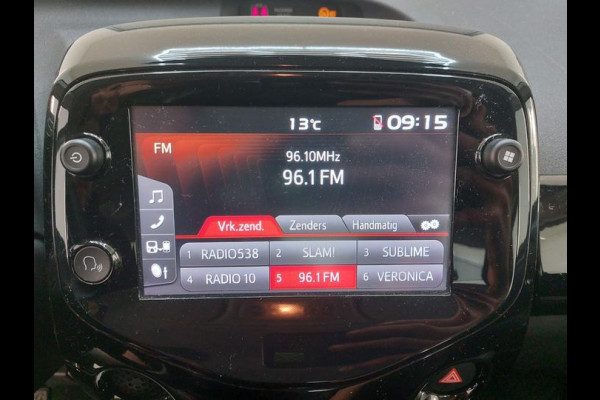 13°C 09:15
FM
96.10MHz
96.1 FM
Vrk.zend. Zenders Handmatig
1 RADIO538 2 SLAM! 3 SUBLIME
4 RADIO 10 5 96.1 FM 6 VERONICA